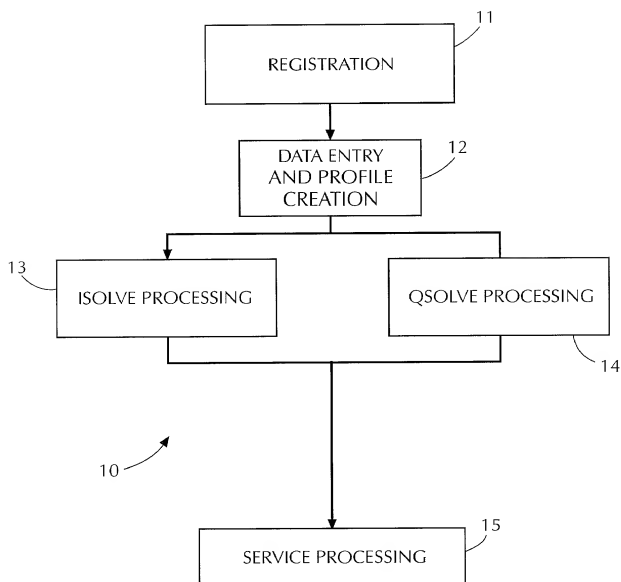 11
REGISTRATION
12
DATA ENTRY
AND PROFILE
CREATION
13
ISOLVE PROCESSING
QSOLVE PROCESSING
14
10
15
SERVICE PROCESSING